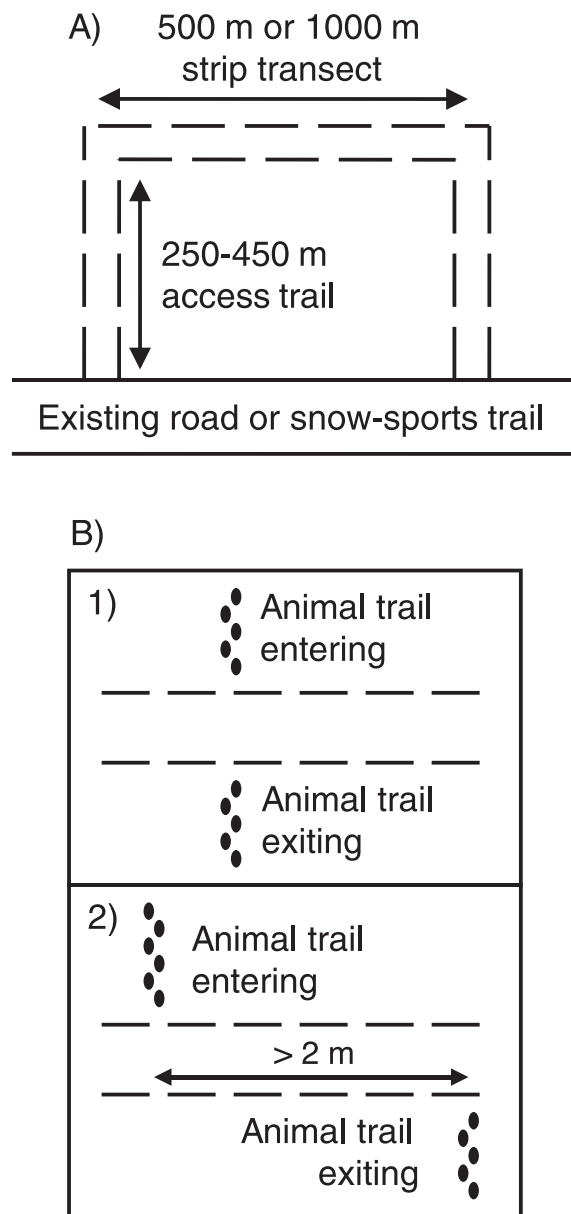 A) 500 m or 1000 m
strip transect
250-450 m
access trail
Existing road or snow-sports trail
B)
1) Animal trail
entering
Animal trail
exiting
2) Animal trail
entering
> 2 m
Animal trail
exiting